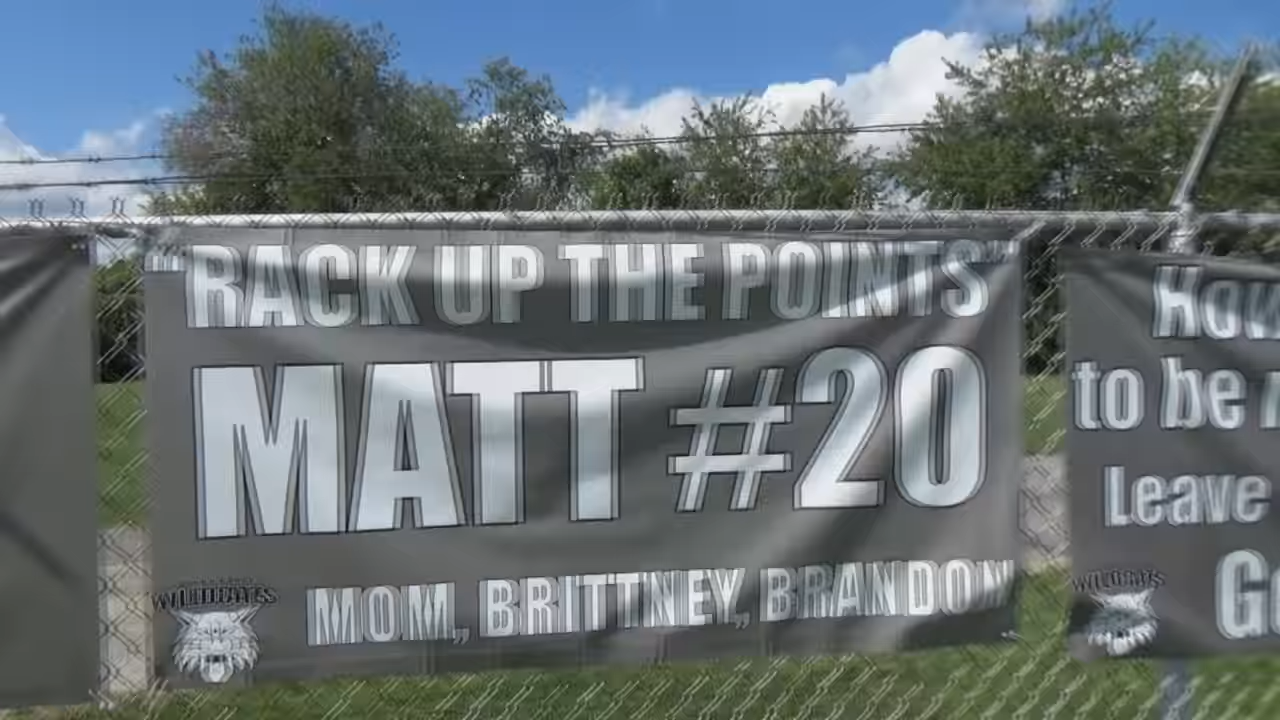 "RACK UP THE POINTS"
MATT #20
MOM, BRITTNEY, BRANDON
WILDCATS
to be
Leave
WILDCATS